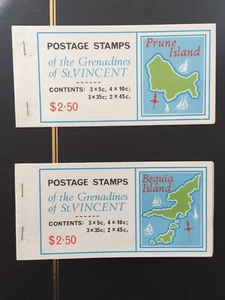 POSTAGE STAMPS
of the Grenadines
of St.VINCENT
CONTENTS: 3×5c, 4×10c;
3×35c; 2×45c,
$2·50
Prune
Island
POSTAGE STAMPS
of the Grenadines
of St.VINCENT
CONTENTS: 3×5c, 4×10c;
3×35c; 2×45c,
$2·50
Bequia
Island